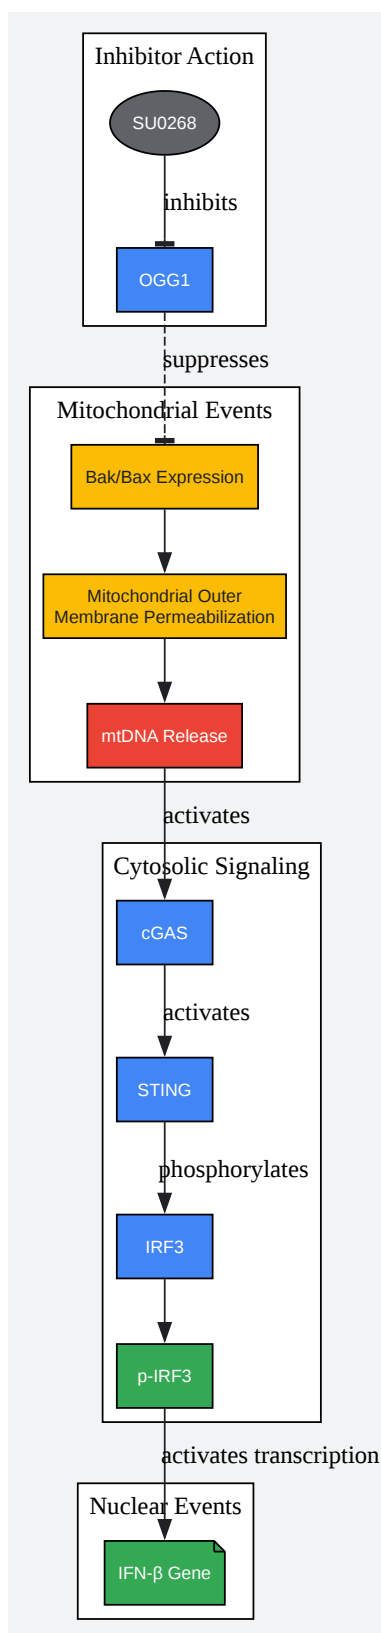 Inhibitor Action
SU0268
inhibits
OGG1
suppresses
Mitochondrial Events
Bak/Bax Expression
Mitochondrial Outer
Membrane Permeabilization
mtDNA Release
activates
Cytosolic Signaling
cGAS
activates
STING
phosphorylates
IRF3
p-IRF3
activates transcription
Nuclear Events
IFN-β Gene